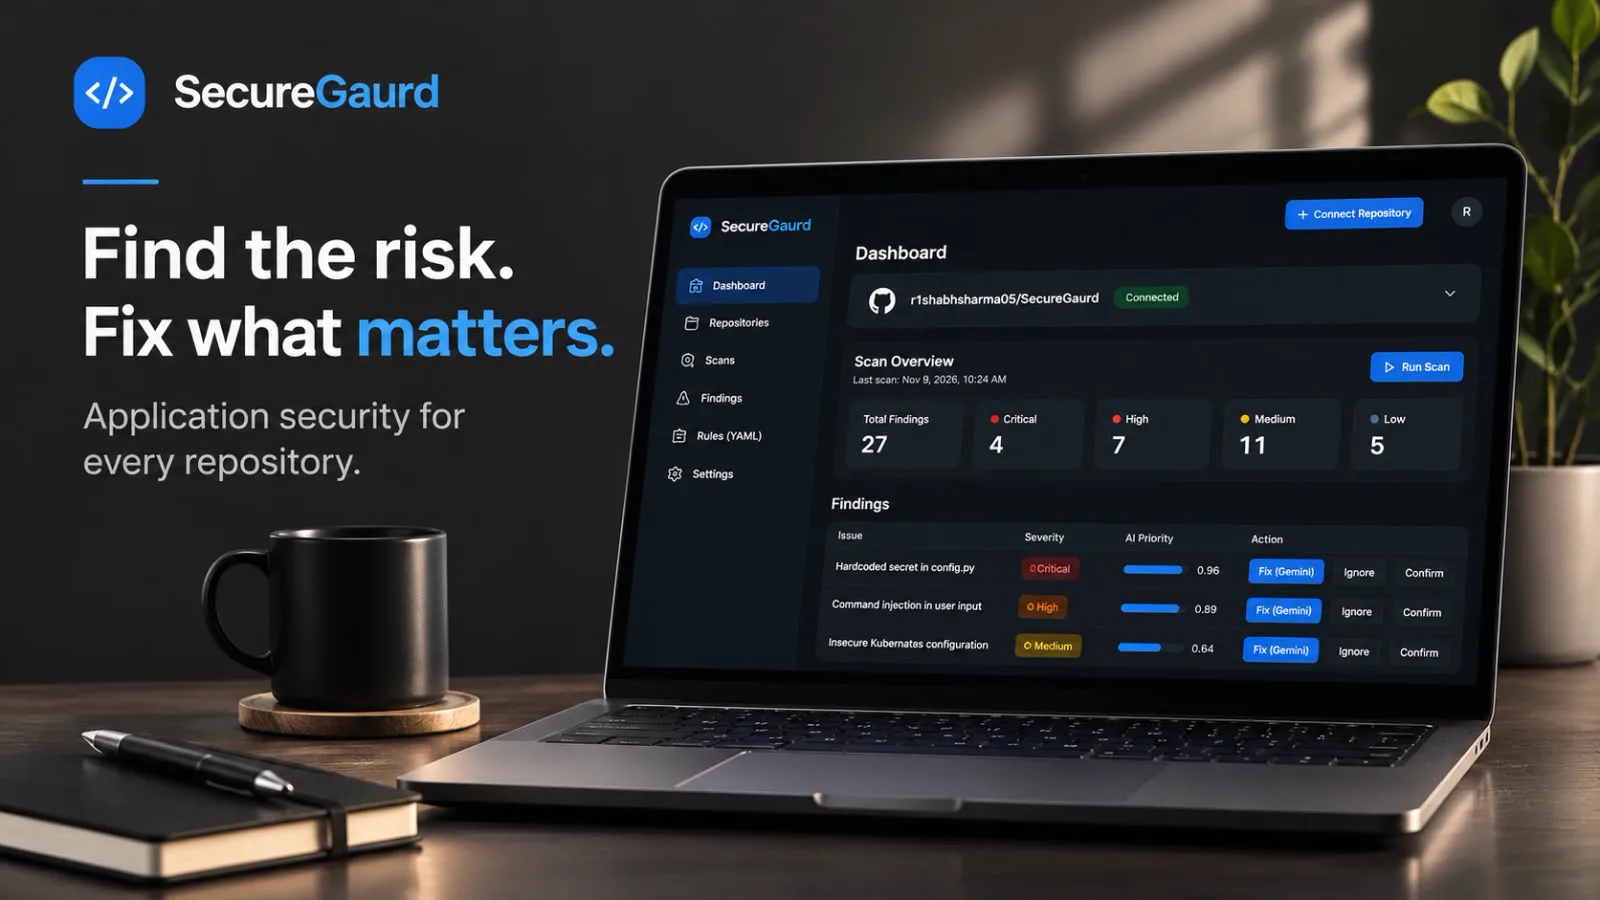 </>
SecureGaurd
Find the risk.
Fix what matters.
Application security for
every repository.
</> SecureGaurd
Dashboard
Repositories
Scans
Findings
Rules (YAML)
Settings
+ Connect Repository
R
Dashboard
r1shabhsharma05/SecureGaurd
Connected
Scan Overview
Last scan: Nov 9, 2026, 10:24 AM
Run Scan
Total Findings
27
Critical
4
High
7
Medium
11
Low
5
Findings
Issue Severity AI Priority Action
Hardcoded secret in config.py Critical 0.96 Fix (Gemini) Ignore Confirm
Command injection in user input High 0.89 Fix (Gemini) Ignore Confirm
Insecure Kubernates configuration Medium 0.64 Fix (Gemini) Ignore Confirm